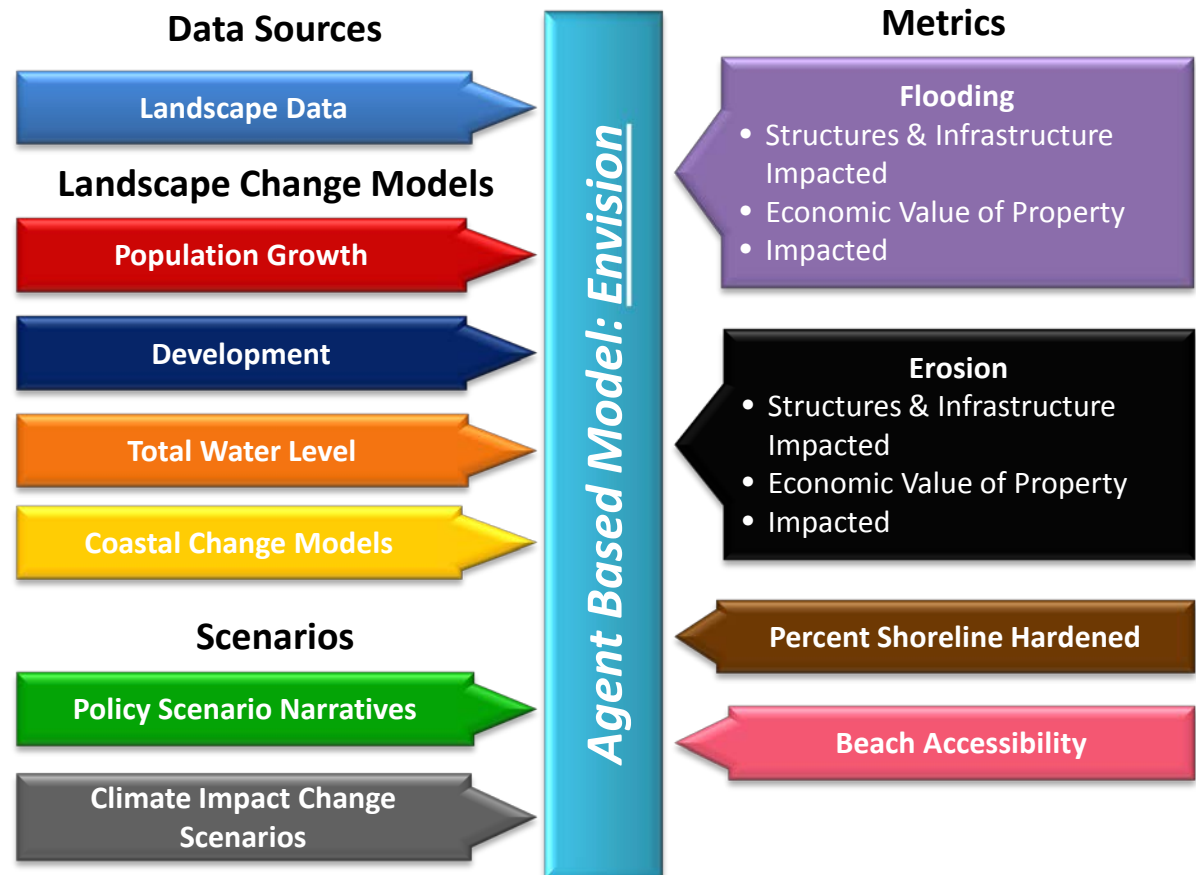 Data Sources
Landscape Data
Landscape Change Models
Population Growth
Development
Total Water Level
Coastal Change Models
Scenarios
Policy Scenario Narratives
Climate Impact Change
Scenarios
Agent Based Model: Envision
Metrics
Flooding
• Structures & Infrastructure
Impacted
• Economic Value of Property
• Impacted
Erosion
• Structures & Infrastructure
Impacted
• Economic Value of Property
• Impacted
Percent Shoreline Hardened
Beach Accessibility